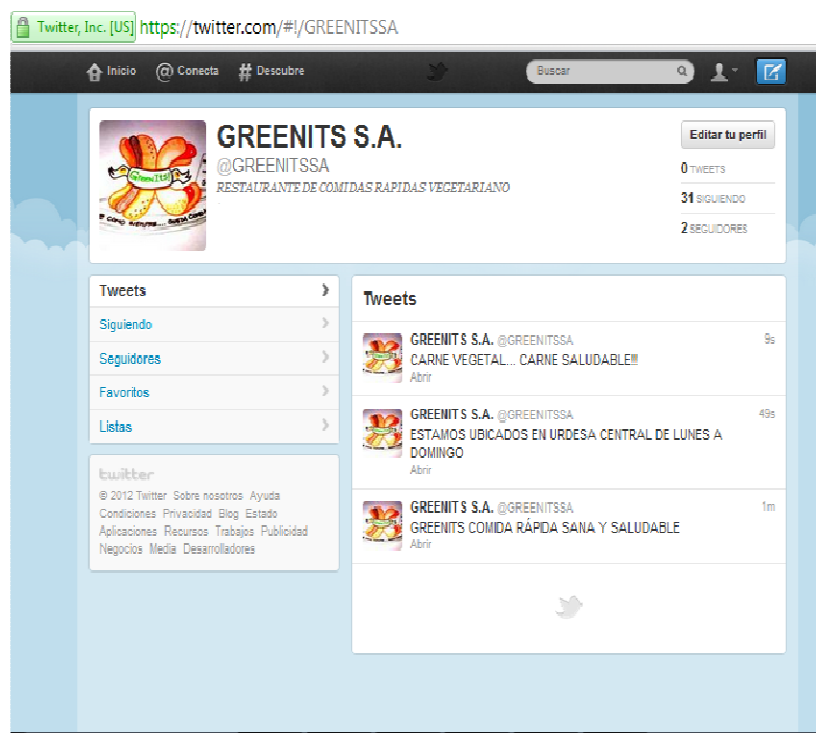 Twitter, Inc. [US] https://twitter.com/#!/GREENITSSA
Inicio @ Conecta # Descubre Buscar
GREENITS S.A.
@GREENITSSA
RESTAURANTE DE COMIDAS RAPIDAS VEGETARIANO
Editar tu perfil
0 TWEETS
31 SIGUIENDO
2 SEGUIDORES
Greenits!
Tweets
Siguiendo
Seguidores
Favoritos
Listas
twitter
© 2012 Twitter Sobre nosotros Ayuda
Condiciones Privacidad Blog Estado
Aplicaciones Recursos Trabajos Publicidad
Negocios Media Desarrolladores
Tweets
GREENITS S.A. @GREENITSSA 9s
CARNE VEGETAL... CARNE SALUDABLE!!!
Abrir
GREENITS S.A. @GREENITSSA 49s
ESTAMOS UBICADOS EN URDESA CENTRAL DE LUNES A
DOMINGO
Abrir
GREENITS S.A. @GREENITSSA 1m
GREENITS COMIDA RÁPIDA SANA Y SALUDABLE
Abrir